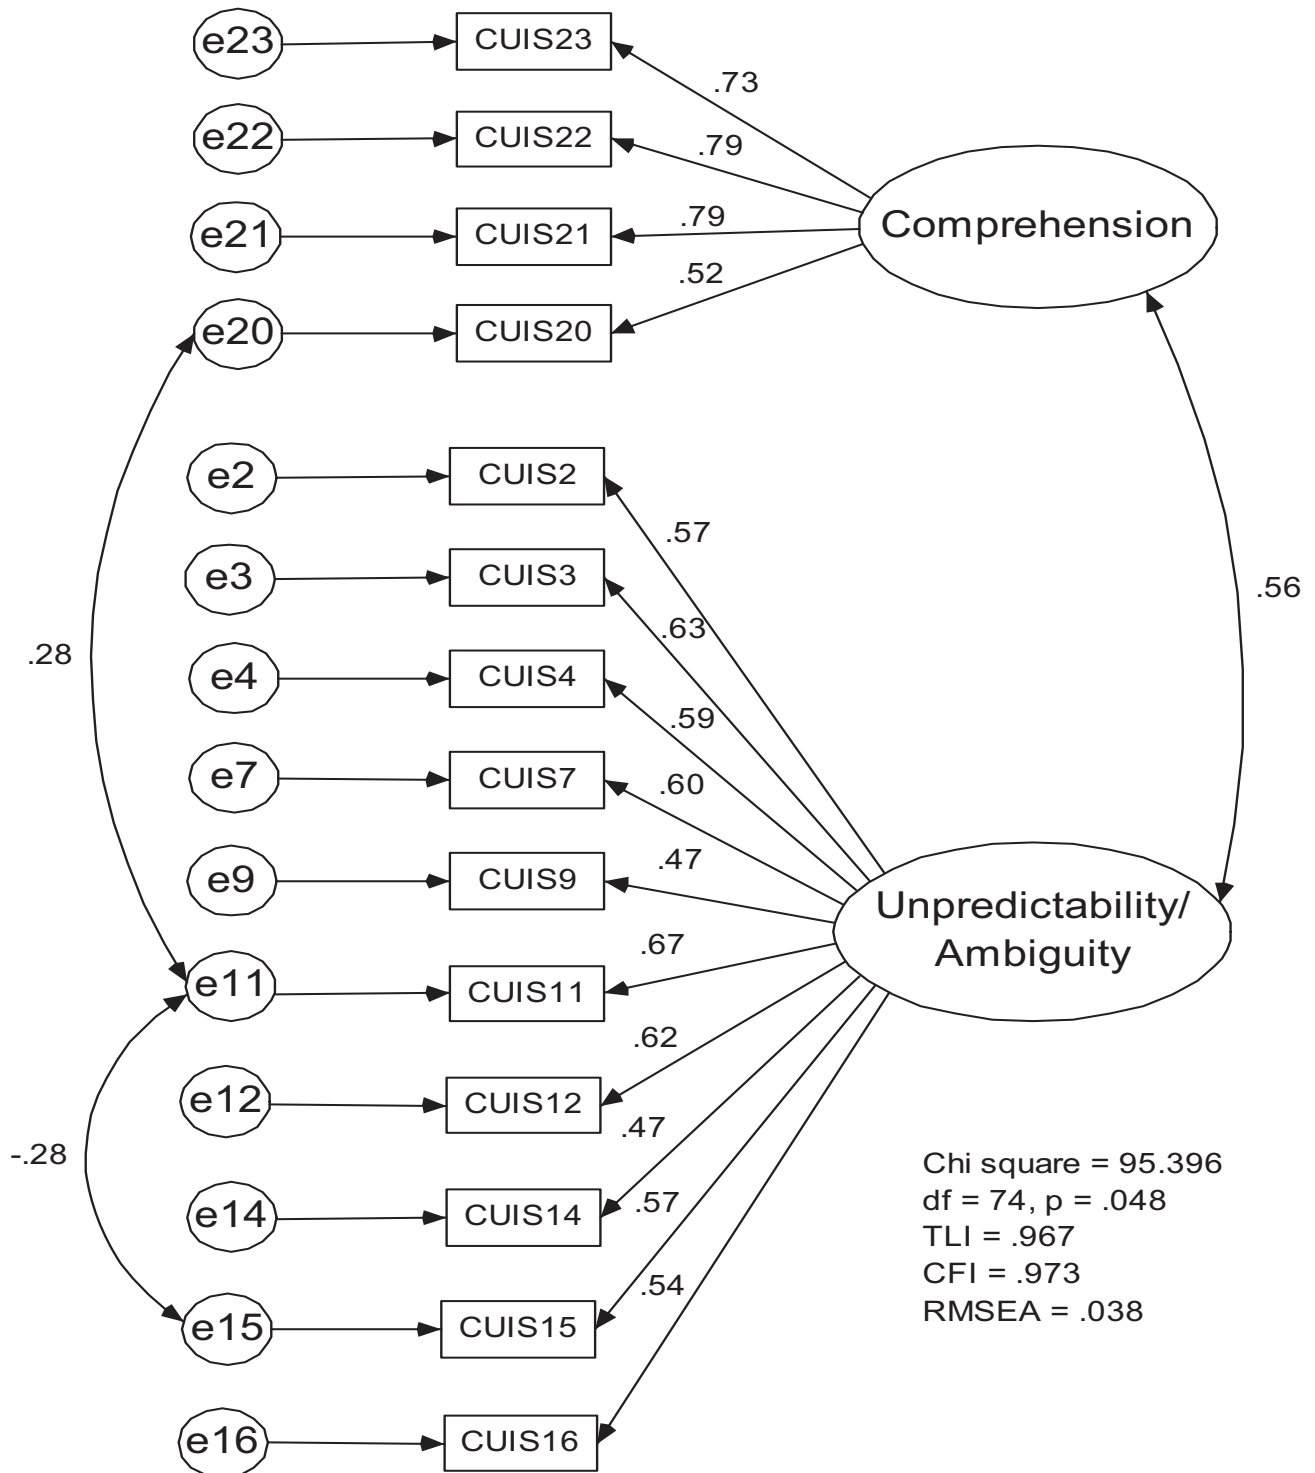 e23
CUIS23
.73
e22
CUIS22
.79
e21
CUIS21
.79
Comprehension
e20
CUIS20
.52
e2
CUIS2
.57
e3
CUIS3
.56
.63
.28
e4
CUIS4
.59
e7
CUIS7
.60
e9
CUIS9
.47
Unpredictability/
Ambiguity
e11
CUIS11
.67
.62
e12
CUIS12
.47
-.28
e14
CUIS14
.57
Chi square = 95.396
df = 74, p = .048
TLI = .967
CFI = .973
RMSEA = .038
.54
e15
CUIS15
e16
CUIS16